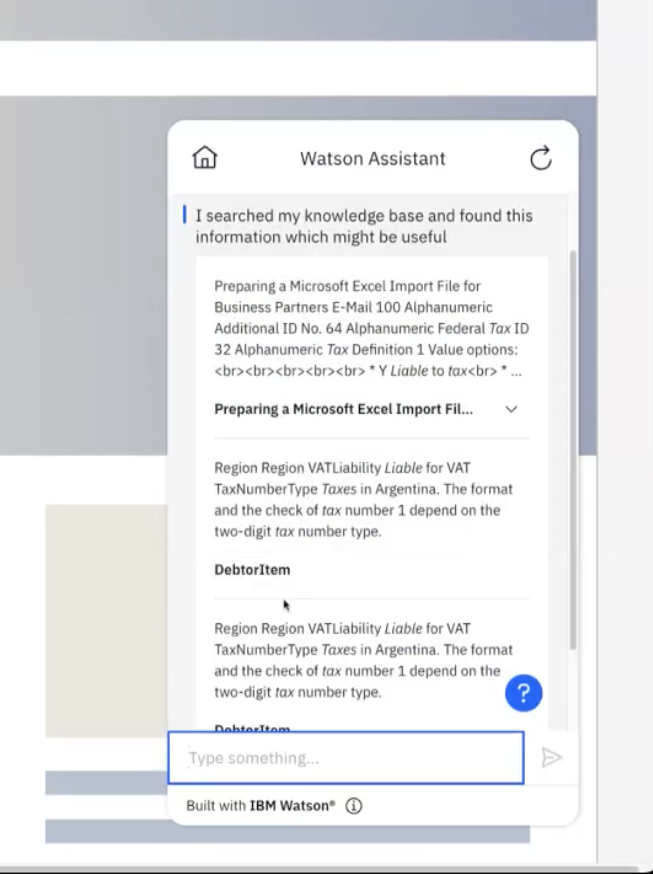 Watson Assistant
I searched my knowledge base and found this
information which might be useful
Preparing a Microsoft Excel Import File for
Business Partners E-Mail 100 Alphanumeric
Additional ID No. 64 Alphanumeric Federal Tax ID
32 Alphanumeric Tax Definition 1 Value options:
<br><br><br><br><br> * Y Liable to tax<br> * ...
Preparing a Microsoft Excel Import Fil...
Region Region VATLiability Liable for VAT
TaxNumberType Taxes in Argentina. The format
and the check of tax number 1 depend on the
two-digit tax number type.
DebtorItem
Region Region VATLiability Liable for VAT
TaxNumberType Taxes in Argentina. The format
and the check of tax number 1 depend on the
two-digit tax number type.
?
DebtorItem
Type something...
Built with IBM Watson®